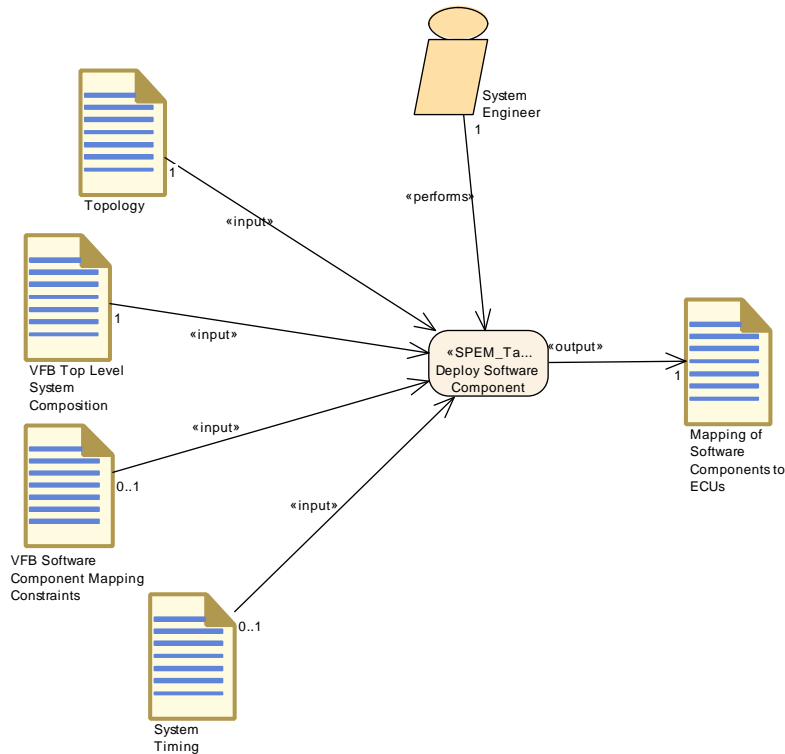 System
Engineer
1
«performs»
1
Topology
«input»
1
VFB Top Level
System
Composition
«input»
«SPEM_Ta...
Deploy Software
Component
«output»
1
Mapping of
Software
Components to
ECUs
«input»
0..1
VFB Software
Component Mapping
Constraints
«input»
0..1
System
Timing